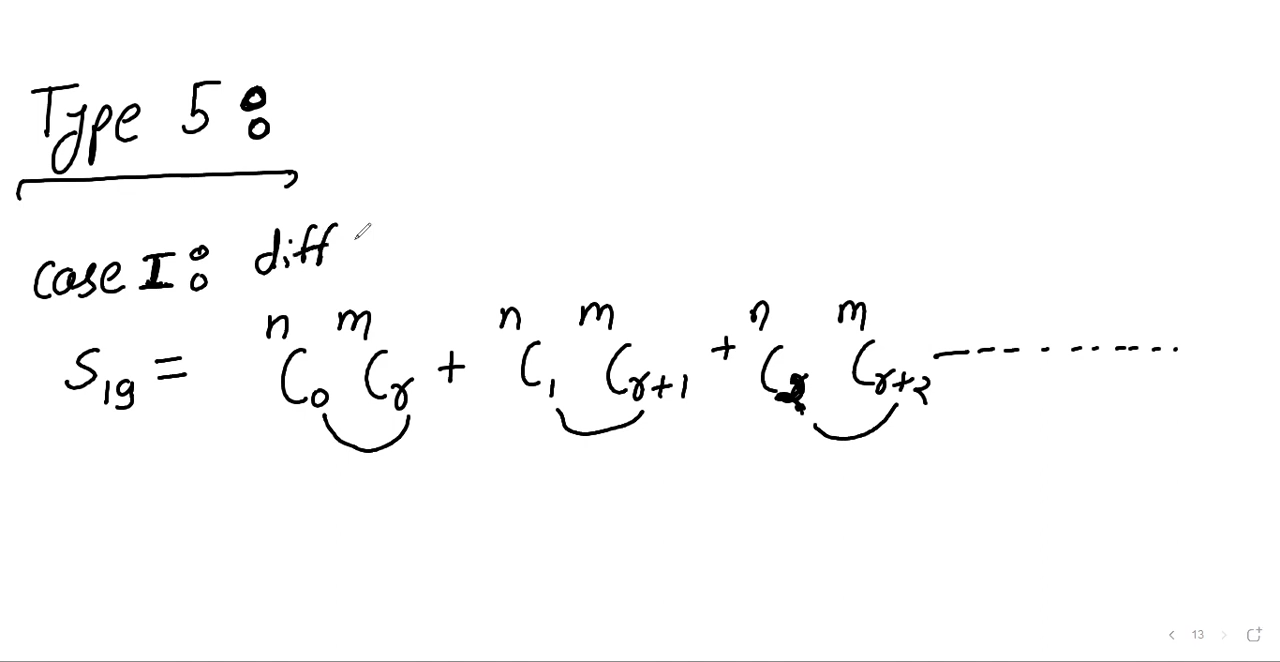 Type 5:
Case I: diff
S₁₉ = ⁿC₀ ᵐCᵣ + ⁿC₁ ᵐCᵣ₊₁ + ⁿC₂ ᵐCᵣ₊₂ ----------
< 13 >